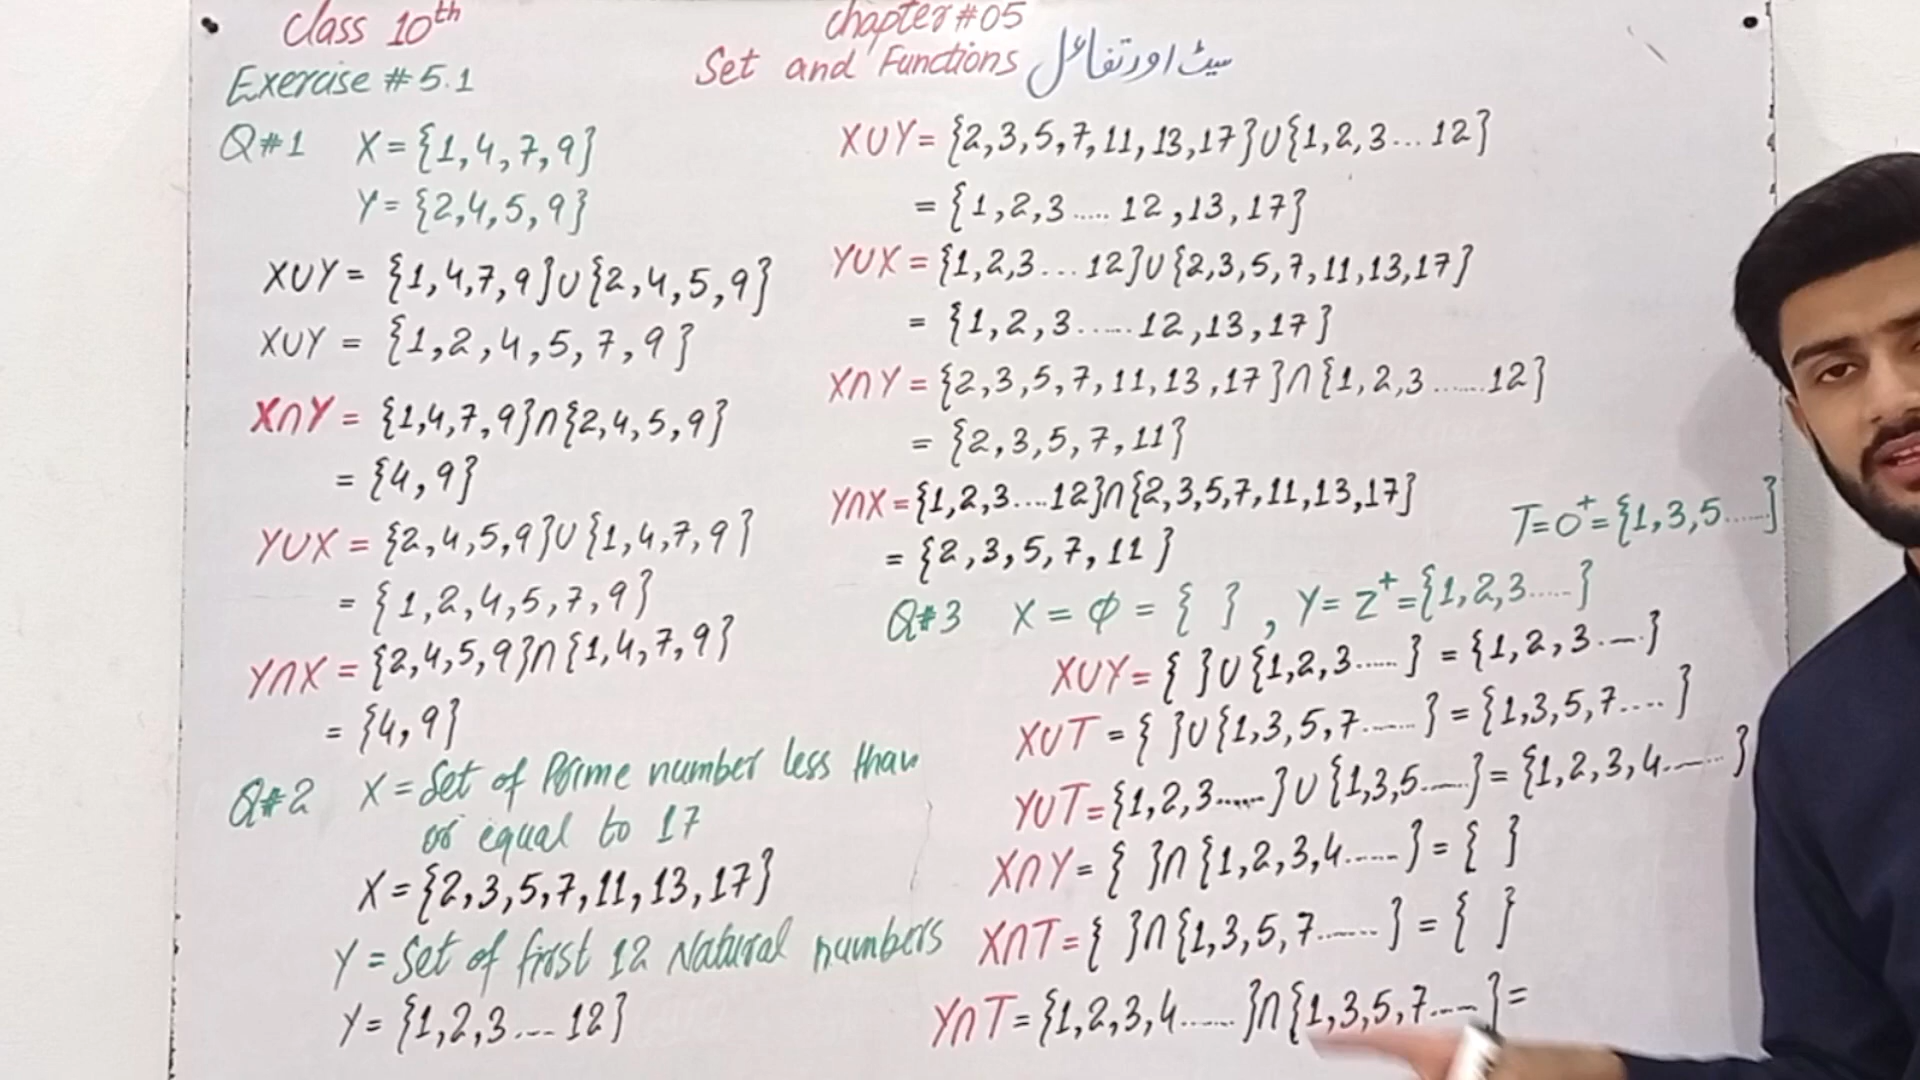 Class 10th
Chapter #05
Set and Functions سیٹ اور تفاعل
Exercise #5.1
Q#1 X={1,4,7,9}
Y={2,4,5,9}
X∪Y= {1,4,7,9}∪{2,4,5,9}
X∪Y = {1,2,4,5,7,9}
X∩Y= {1,4,7,9}∩{2,4,5,9}
= {4,9}
Y∪X = {2,4,5,9}∪{1,4,7,9}
= {1,2,4,5,7,9}
Y∩X = {2,4,5,9}∩{1,4,7,9}
= {4,9}
Q#2 X = Set of Prime number less than
or equal to 17
X={2,3,5,7,11,13,17}
Y = Set of first 12 Natural numbers
Y={1,2,3....12}
X∪Y= {2,3,5,7,11,13,17}∪{1,2,3....12}
= {1,2,3.....12,13,17}
Y∪X = {1,2,3...12}∪{2,3,5,7,11,13,17}
= {1,2,3......12,13,17}
X∩Y = {2,3,5,7,11,13,17}∩{1,2,3.......12}
= {2,3,5,7,11}
Y∩X={1,2,3....12}∩{2,3,5,7,11,13,17}
= {2,3,5,7,11}
T=O⁺={1,3,5......}
Q#3 X = ϕ = { } , Y= Z⁺={1,2,3.....}
X∪Y= { }∪{1,2,3......} = {1,2,3....}
X∪T = { }∪{1,3,5,7.......} = {1,3,5,7....}
Y∪T={1,2,3.......}∪{1,3,5.....}= {1,2,3,4......}
X∩Y= { }∩{1,2,3,4......}= { }
X∩T= { }∩{1,3,5,7.......} = { }
Y∩T={1,2,3,4......}∩{1,3,5,7.....}=